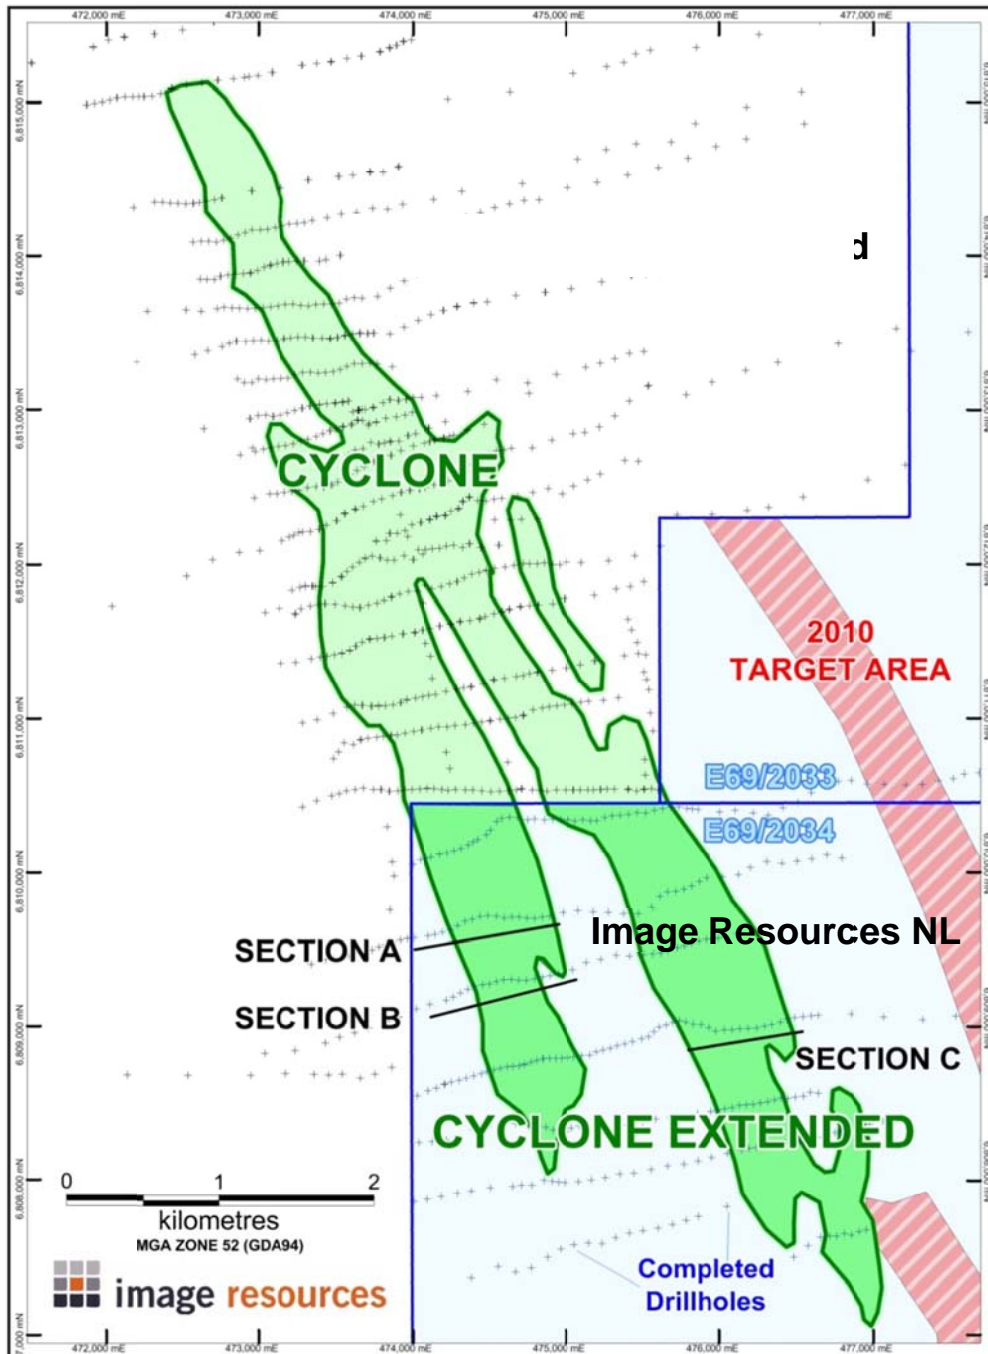 472,000 mE 473,000 mE 474,000 mE 475,000 mE 476,000 mE 477,000 mE
6,815,000 mN
6,814,000 mN
d
6,813,000 mN
CYCLONE
6,812,000 mN
2010
TARGET AREA
6,811,000 mN
E69/2033
E69/2034
6,810,000 mN
Image Resources NL
SECTION A
SECTION B
6,809,000 mN
SECTION C
CYCLONE EXTENDED
6,808,000 mN
0 1 2
kilometres
MGA ZONE 52 (GDA94)
image resources
Completed
Drillholes
7,000 mN
472,000 mE 473,000 mE 474,000 mE 475,000 mE 476,000 mE 477,000 mE